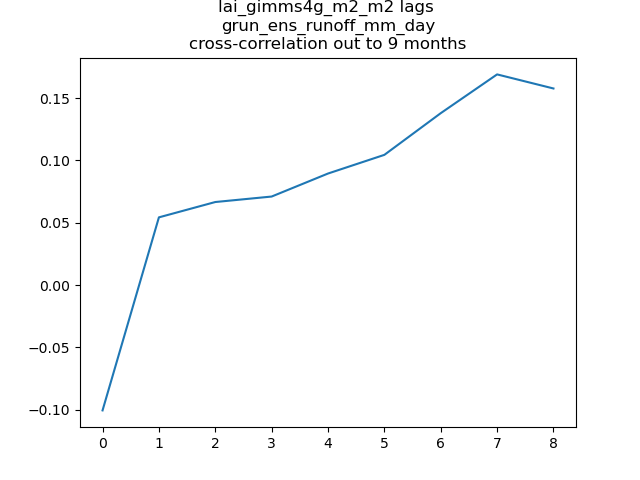 lai_gimms4g_m2_m2 lags
grun_ens_runoff_mm_day
cross-correlation out to 9 months
0.15
0.10
0.05
0.00
−0.05
−0.10
0 1 2 3 4 5 6 7 8